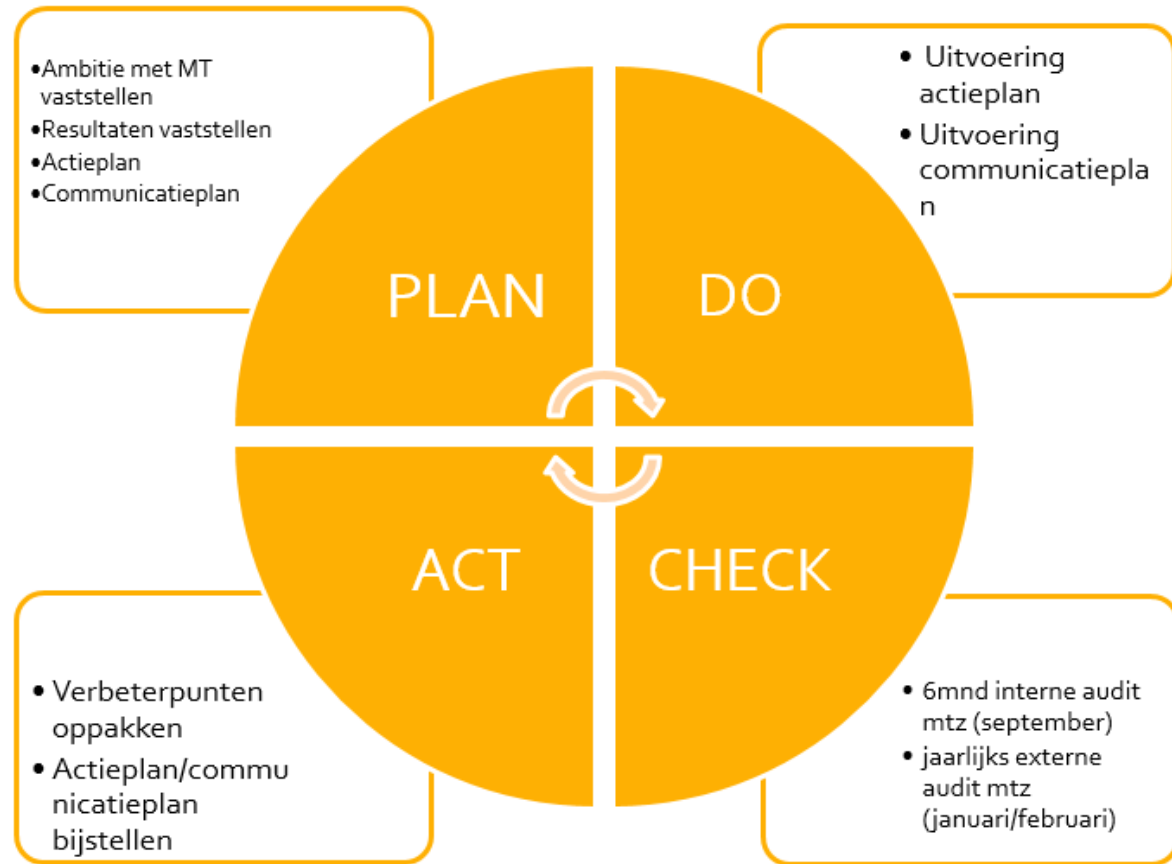 •Ambitie met MT
vaststellen
•Resultaten vaststellen
•Actieplan
•Communicatieplan
• Uitvoering
actieplan
• Uitvoering
communicatiepla
n
PLAN
DO
ACT
CHECK
• Verbeterpunten
oppakken
• Actieplan/commu
nicatieplan
bijstellen
• 6mnd interne audit
mtz (september)
• jaarlijks externe
audit mtz
(januari/februari)